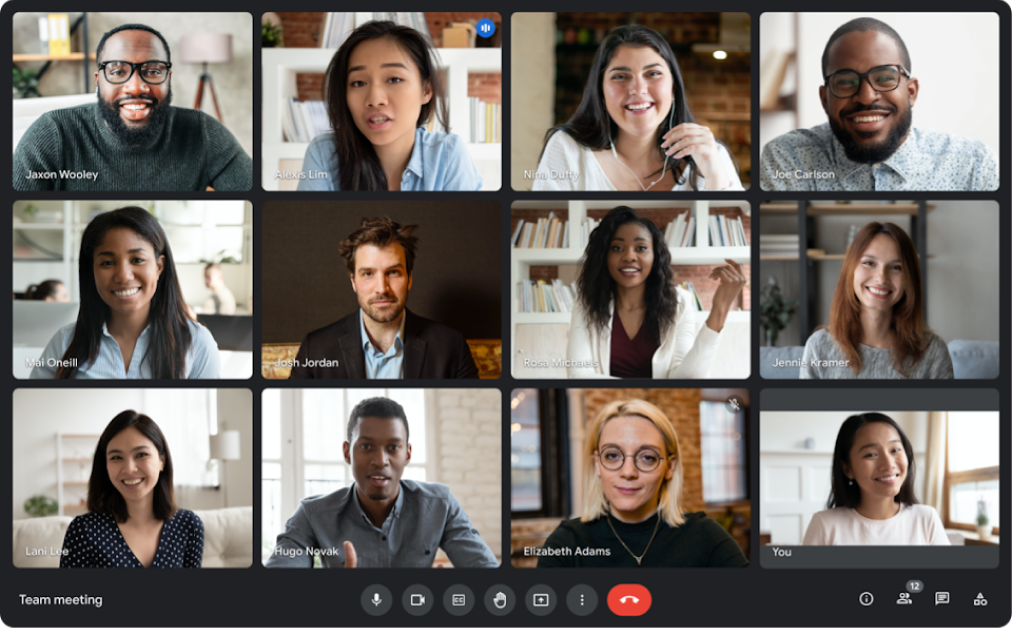 Jaxon Wooley
Alexis Lim
Nina Duffy
Joe Carlson
Mai Oneill
Josh Jordan
Rosa Michaels
Jennie Kramer
Lani Lee
Hugo Novak
Elizabeth Adams
You
Team meeting
CC
12